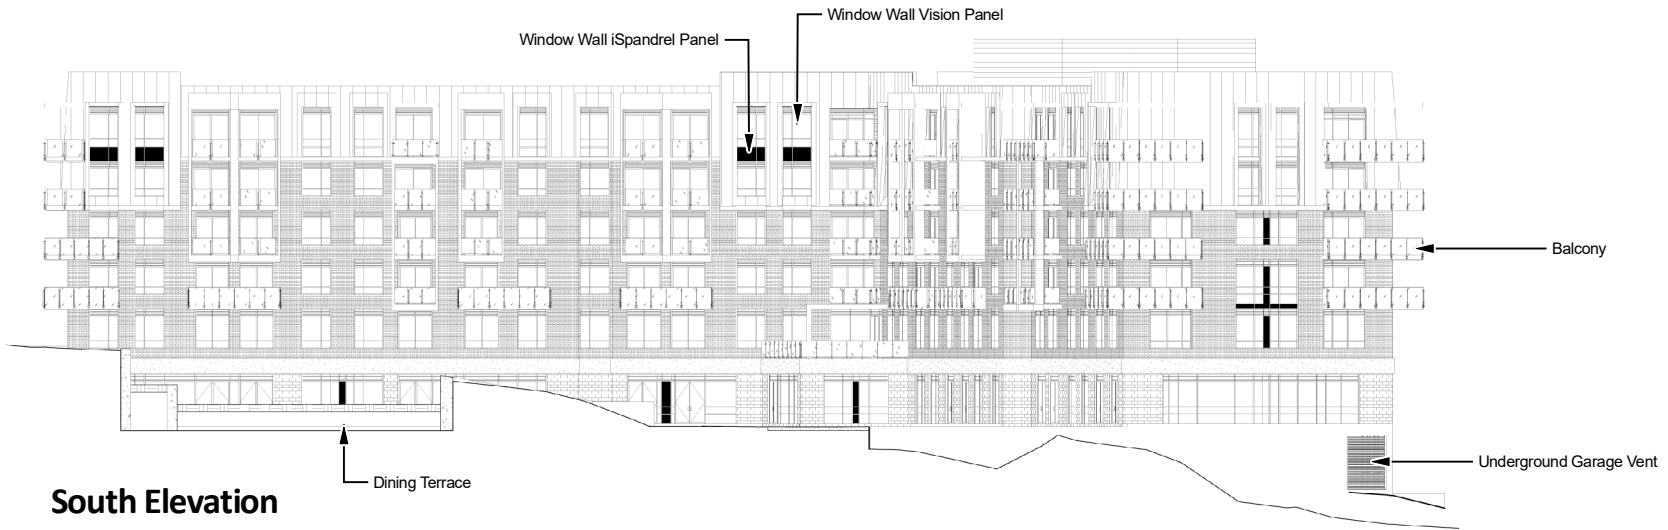 Window Wall Vision Panel
Window Wall iSpandrel Panel
Balcony
Underground Garage Vent
Dining Terrace
South Elevation